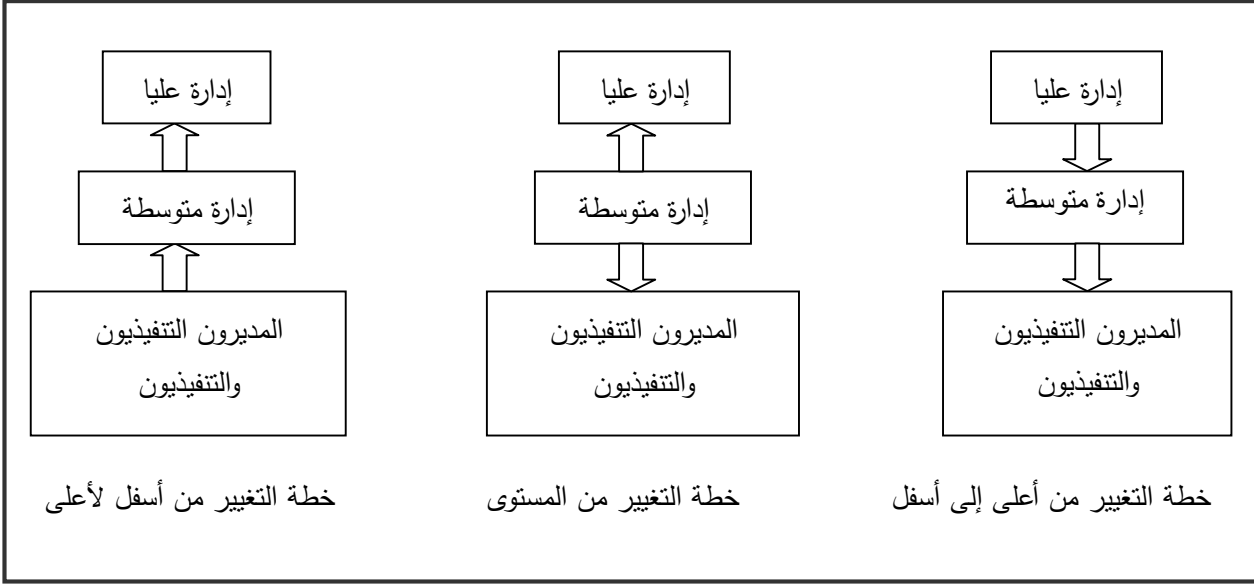 إدارة عليا
إدارة متوسطة
المديرون التنفيذيون
والتنفيذيون
خطة التغيير من أعلى إلى أسفل
إدارة عليا
إدارة متوسطة
المديرون التنفيذيون
والتنفيذيون
خطة التغيير من المستوى
إدارة عليا
إدارة متوسطة
المديرون التنفيذيون
والتنفيذيون
خطة التغيير من أسفل لأعلى